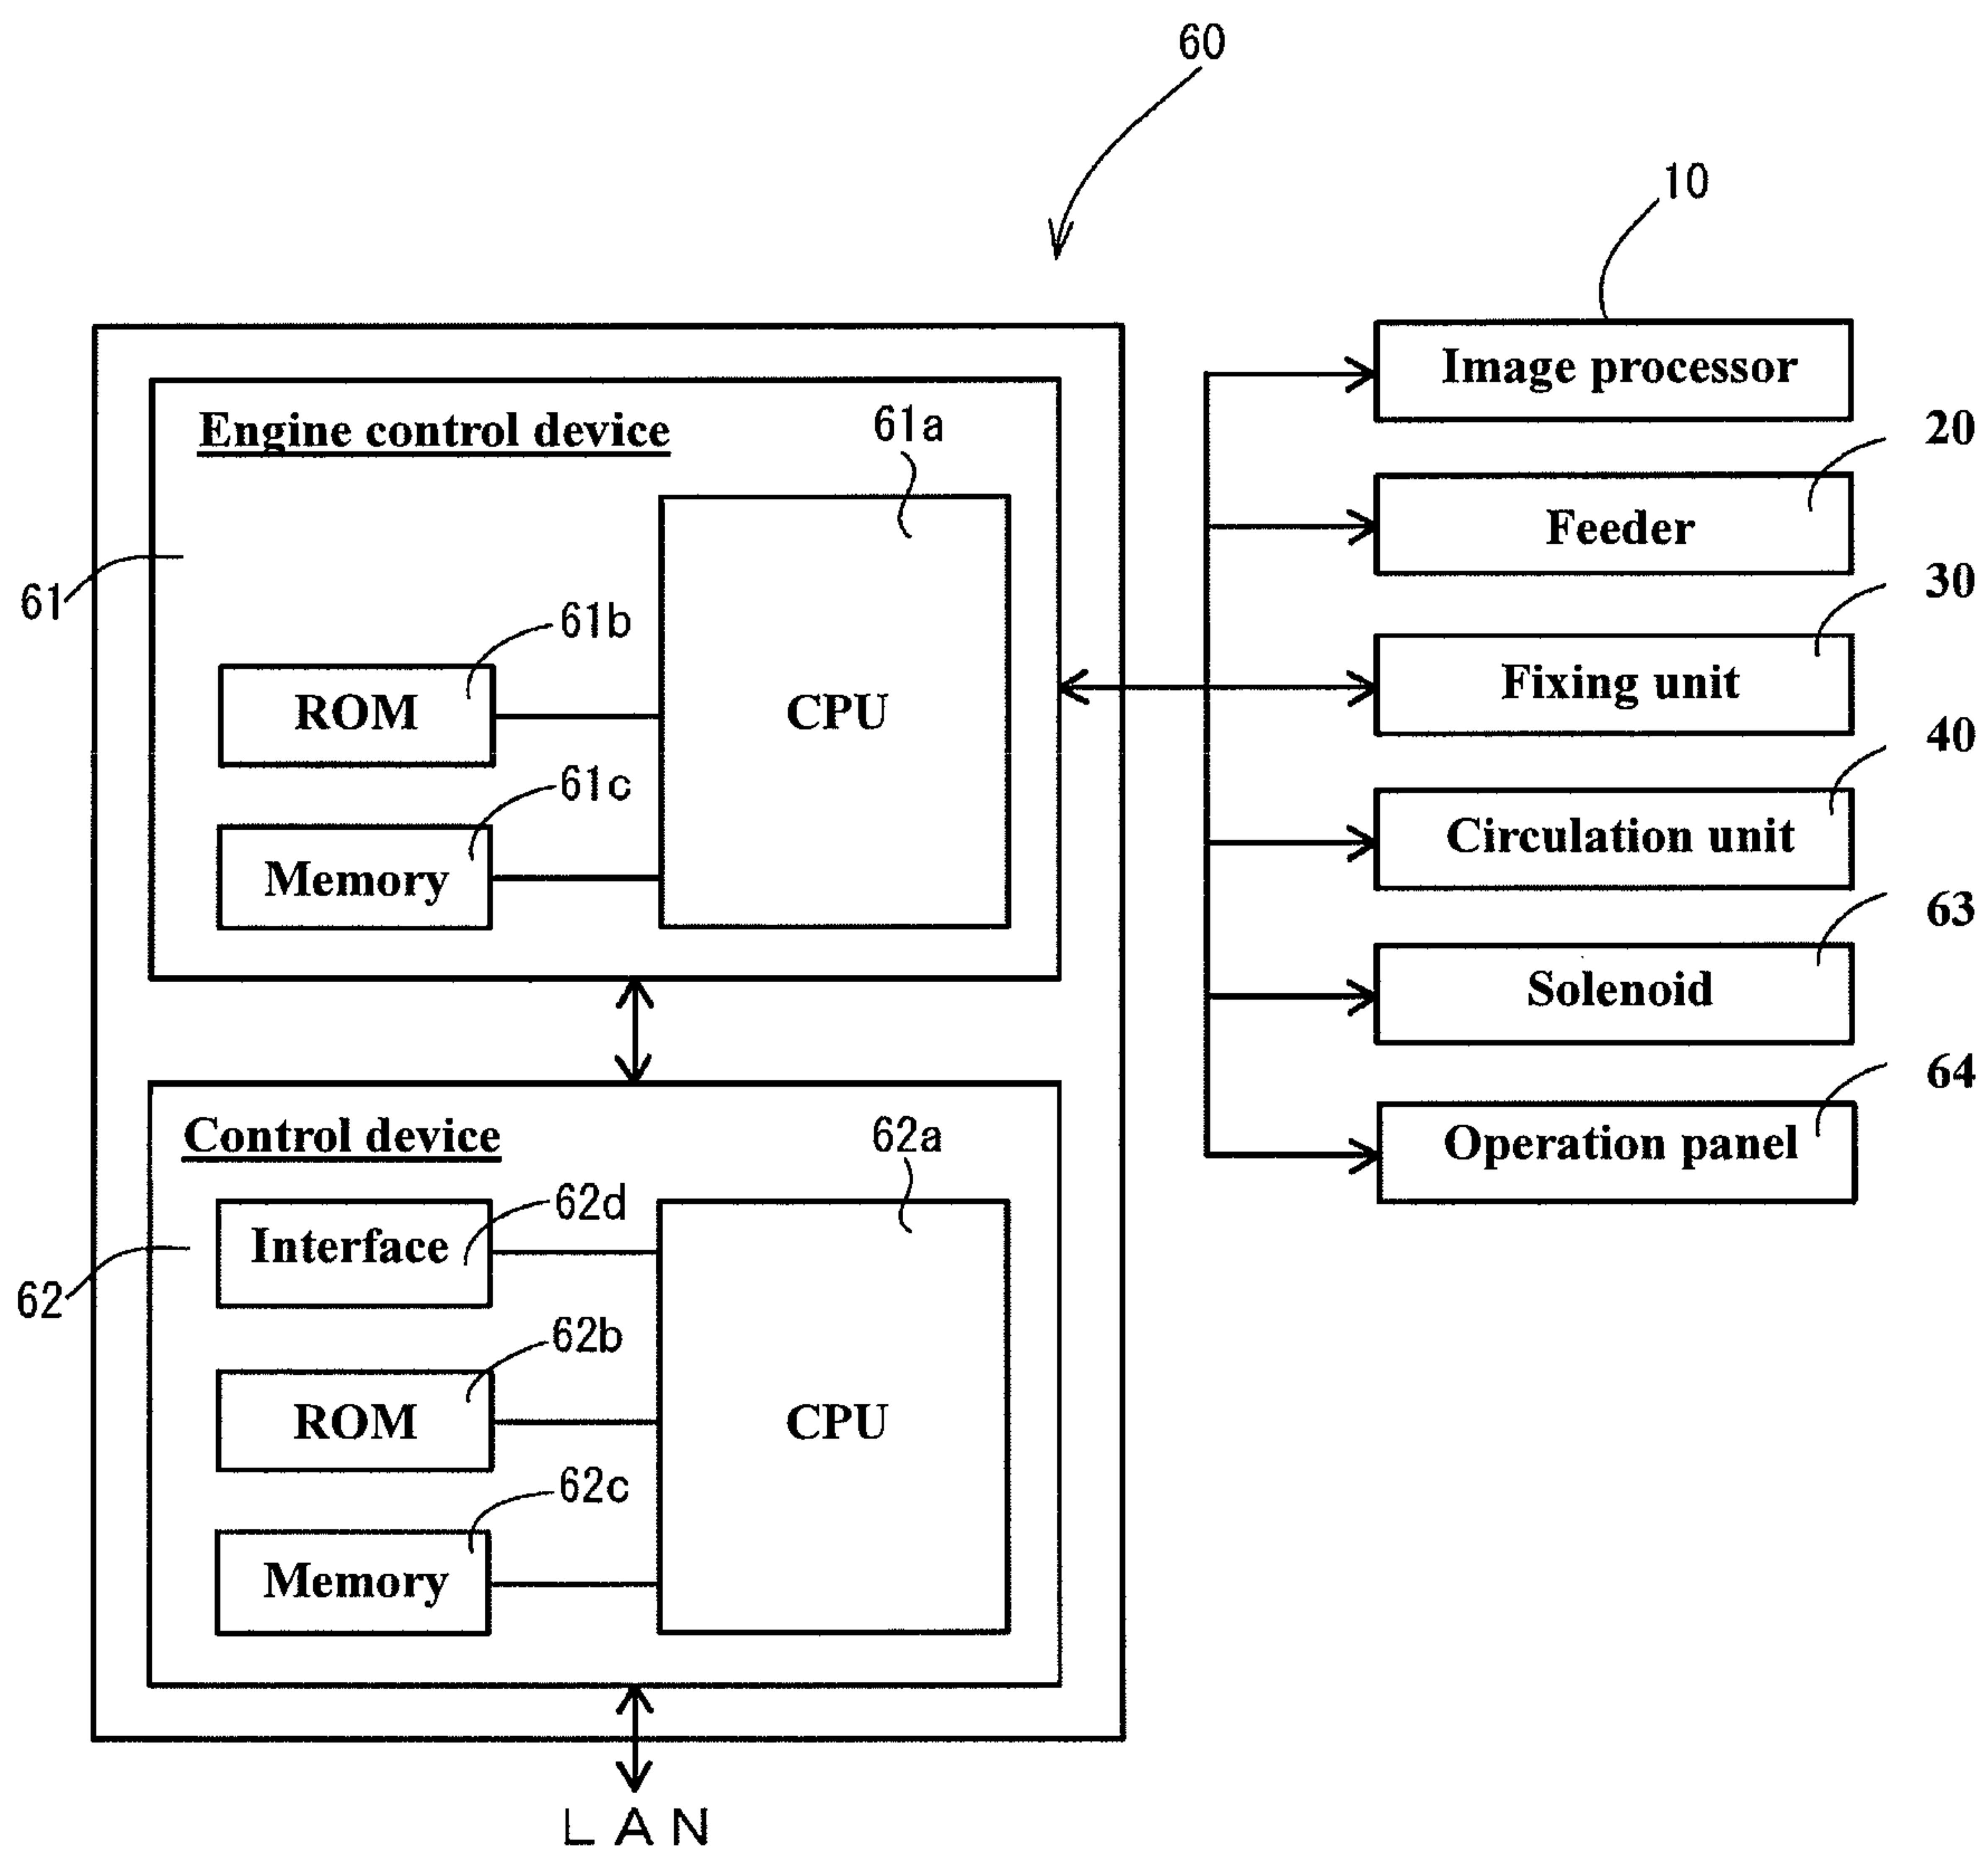 60
10
Image processor
Engine control device
61a
20
Feeder
61
61b
30
ROM
CPU
Fixing unit
61c
40
Memory
Circulation unit
63
Solenoid
64
Control device
62a
Operation panel
Interface
62d
62
62b
ROM
CPU
62c
Memory
LAN